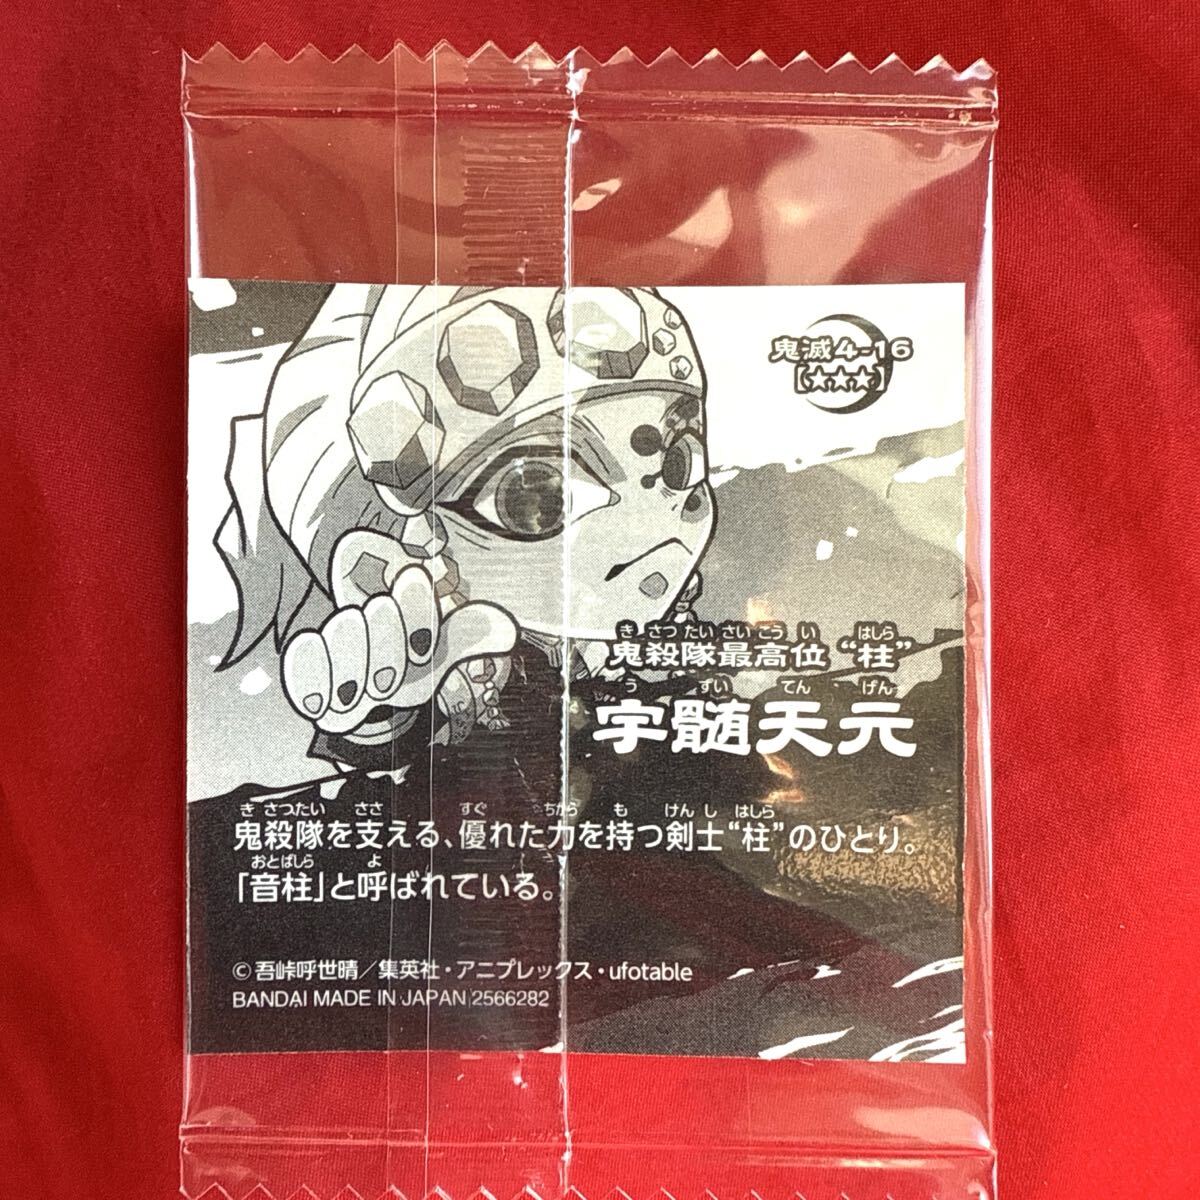 鬼滅4-16
[★★★]
き さつ たい さい こう い はしら
鬼殺隊最高位 “柱”
う ずい てん げん
宇髄天元
き さつたい ささ すぐ ちから も けん し はしら
鬼殺隊を支える、優れた力を持つ剣士“柱”のひとり。
おとばしら よ
「音柱」と呼ばれている。
©吾峠呼世晴／集英社・アニプレックス・ufotable
BANDAI MADE IN JAPAN 2566282